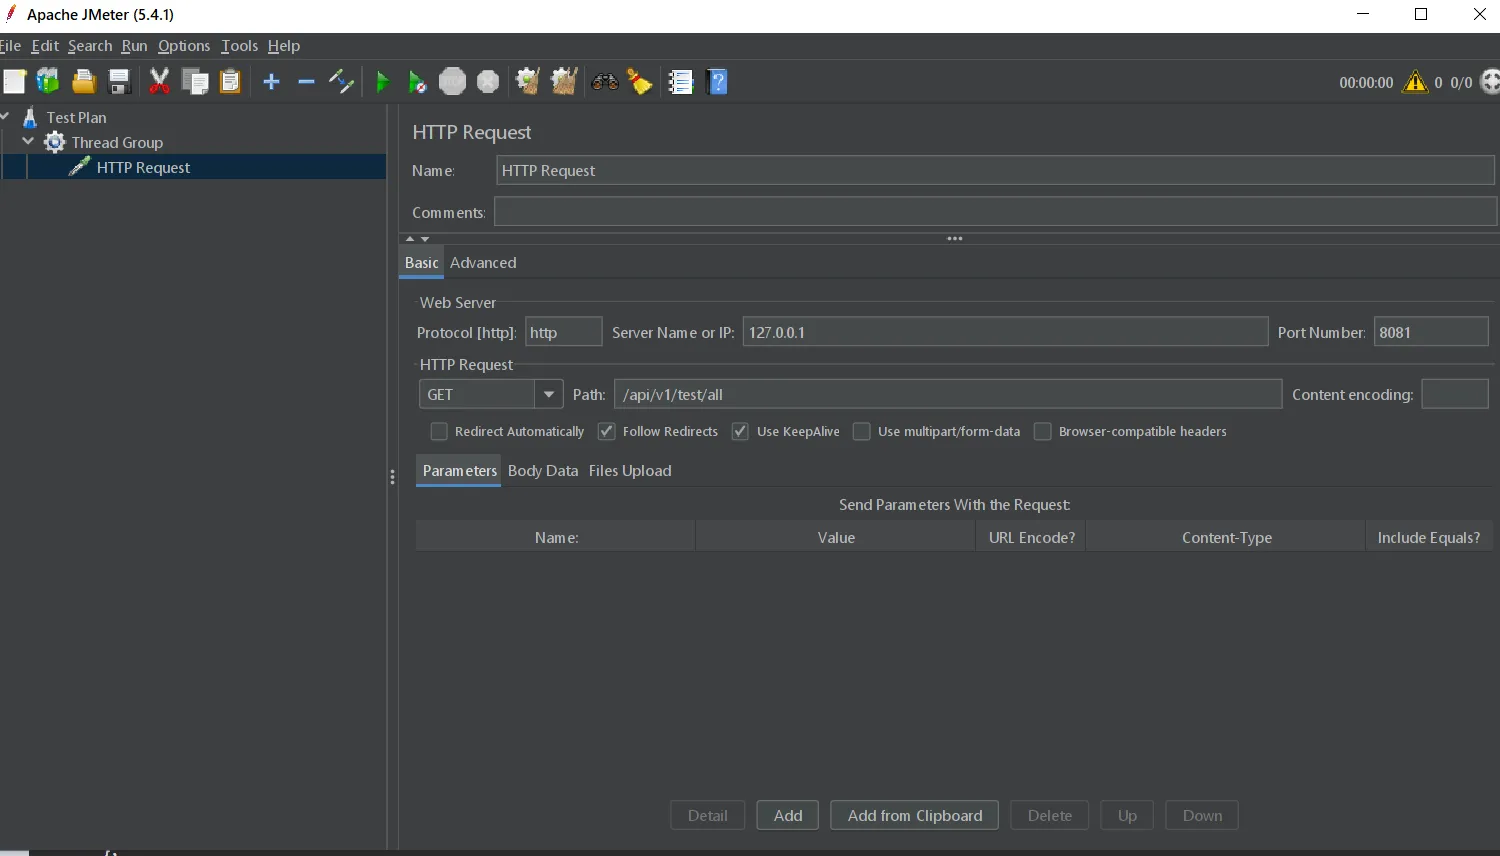 Apache JMeter (5.4.1)
File Edit Search Run Options Tools Help
STOP
?
00:00:00 0 0/0
Test Plan
Thread Group
HTTP Request
HTTP Request
Name: HTTP Request
Comments:
Basic Advanced
Web Server
Protocol [http]: http Server Name or IP: 127.0.0.1 Port Number: 8081
HTTP Request
GET Path: /api/v1/test/all Content encoding:
Redirect Automatically Follow Redirects Use KeepAlive Use multipart/form-data Browser-compatible headers
Parameters Body Data Files Upload
Send Parameters With the Request:
Name: Value URL Encode? Content-Type Include Equals?
Detail Add Add from Clipboard Delete Up Down